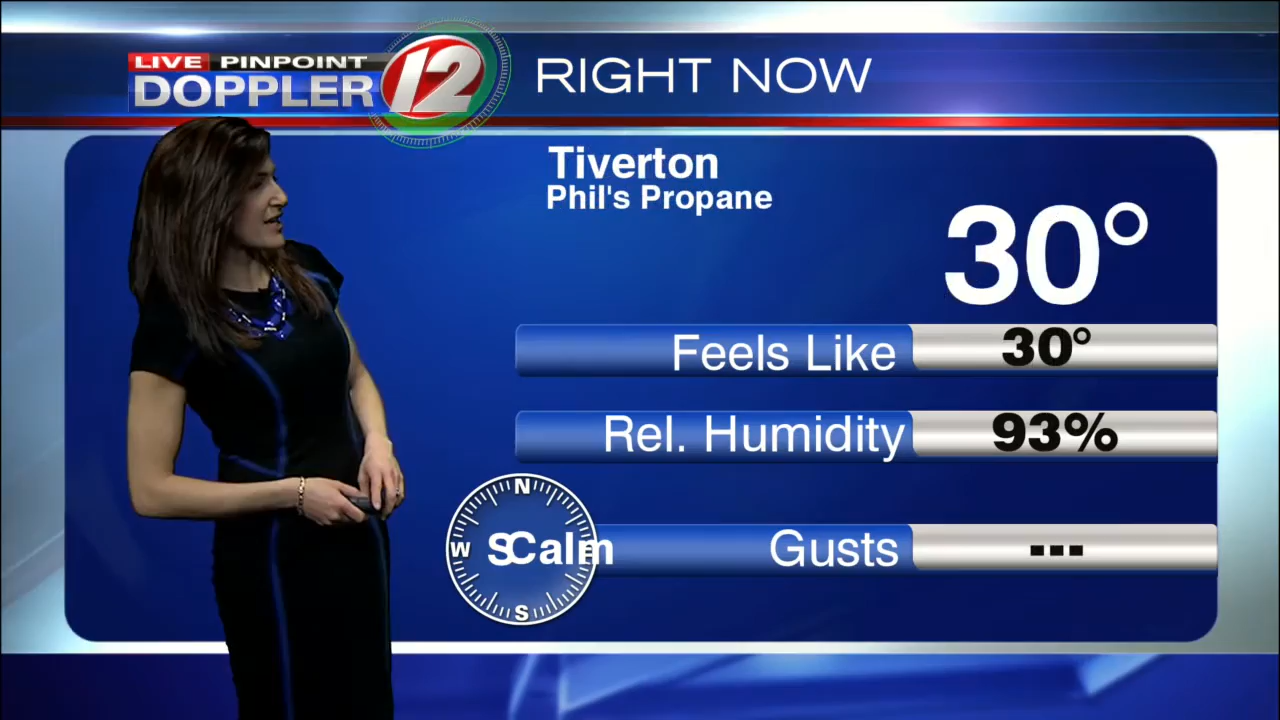 LIVE PINPOINT
DOPPLER 12
RIGHT NOW
Tiverton
Phil's Propane
30°
Feels Like 30°
Rel. Humidity 93%
N
W SCalm Gusts ---
S